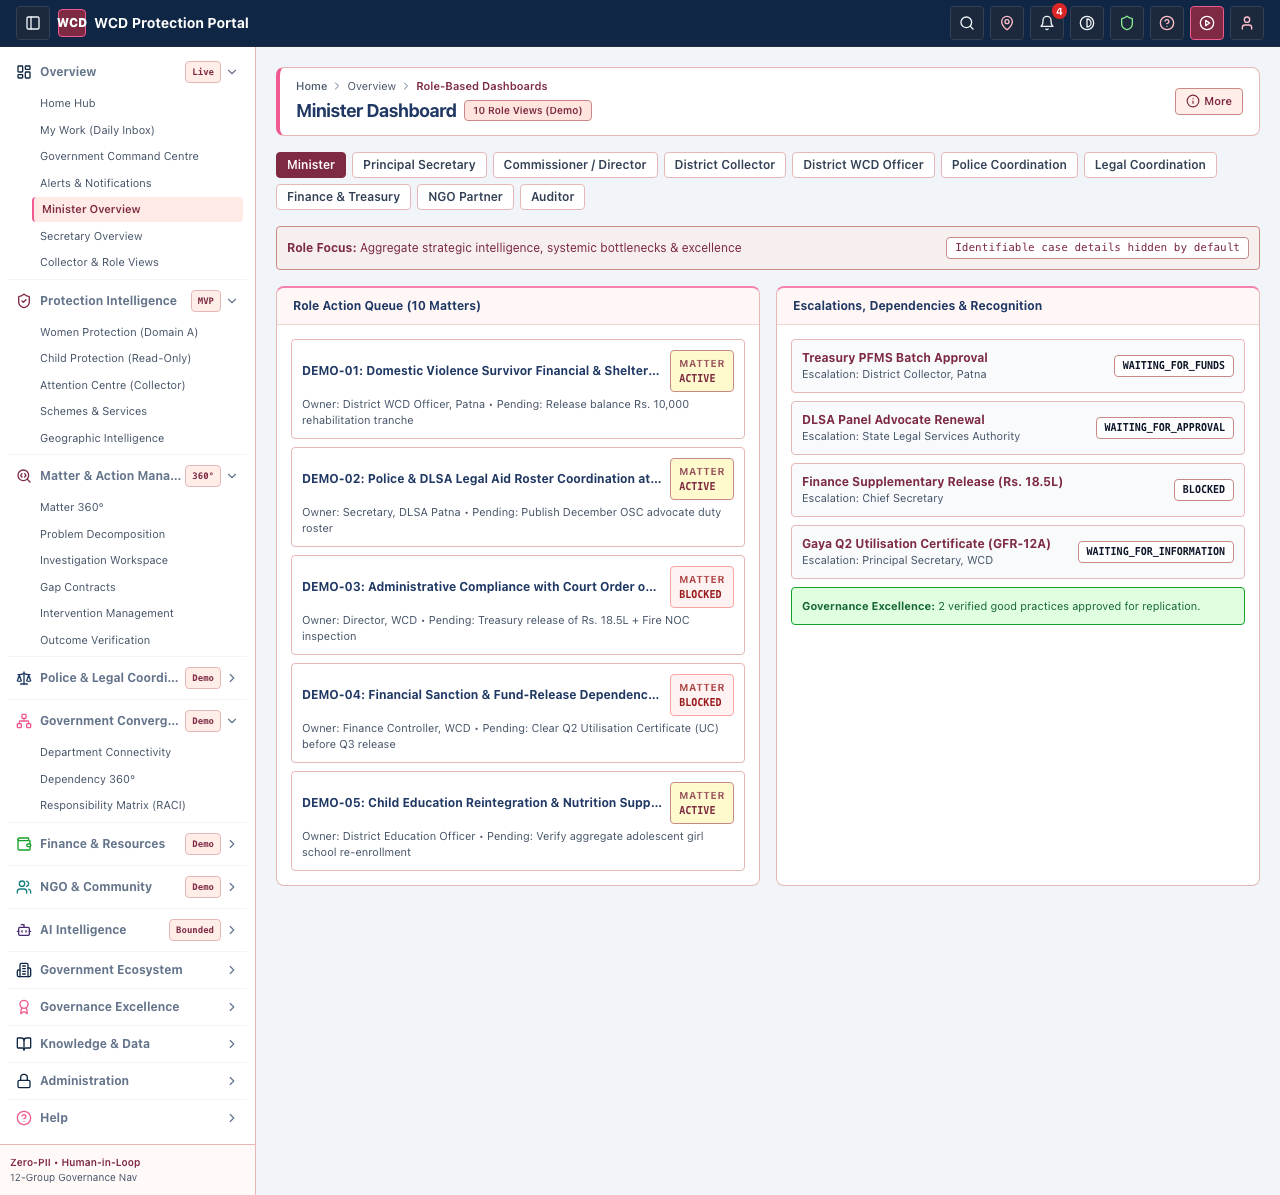 WCD WCD Protection Portal
4
Overview Live
Home Hub
My Work (Daily Inbox)
Government Command Centre
Alerts & Notifications
Minister Overview
Secretary Overview
Collector & Role Views
Protection Intelligence MVP
Women Protection (Domain A)
Child Protection (Read-Only)
Attention Centre (Collector)
Schemes & Services
Geographic Intelligence
Matter & Action Mana... 360°
Matter 360°
Problem Decomposition
Investigation Workspace
Gap Contracts
Intervention Management
Outcome Verification
Police & Legal Coordi... Demo
Government Converg... Demo
Department Connectivity
Dependency 360°
Responsibility Matrix (RACI)
Finance & Resources Demo
NGO & Community Demo
AI Intelligence Bounded
Government Ecosystem
Governance Excellence
Knowledge & Data
Administration
Help
Zero-PII • Human-in-Loop
12-Group Governance Nav
Home > Overview > Role-Based Dashboards
Minister Dashboard 10 Role Views (Demo)
More
Minister Principal Secretary Commissioner / Director District Collector District WCD Officer Police Coordination Legal Coordination
Finance & Treasury NGO Partner Auditor
Role Focus: Aggregate strategic intelligence, systemic bottlenecks & excellence
Identifiable case details hidden by default
Role Action Queue (10 Matters)
DEMO-01: Domestic Violence Survivor Financial & Shelter...
MATTER
ACTIVE
Owner: District WCD Officer, Patna • Pending: Release balance Rs. 10,000
rehabilitation tranche
DEMO-02: Police & DLSA Legal Aid Roster Coordination at...
MATTER
ACTIVE
Owner: Secretary, DLSA Patna • Pending: Publish December OSC advocate duty
roster
DEMO-03: Administrative Compliance with Court Order o...
MATTER
BLOCKED
Owner: Director, WCD • Pending: Treasury release of Rs. 18.5L + Fire NOC
inspection
DEMO-04: Financial Sanction & Fund-Release Dependenc...
MATTER
BLOCKED
Owner: Finance Controller, WCD • Pending: Clear Q2 Utilisation Certificate (UC)
before Q3 release
DEMO-05: Child Education Reintegration & Nutrition Supp...
MATTER
ACTIVE
Owner: District Education Officer • Pending: Verify aggregate adolescent girl
school re-enrollment
Escalations, Dependencies & Recognition
Treasury PFMS Batch Approval
Escalation: District Collector, Patna
WAITING_FOR_FUNDS
DLSA Panel Advocate Renewal
Escalation: State Legal Services Authority
WAITING_FOR_APPROVAL
Finance Supplementary Release (Rs. 18.5L)
Escalation: Chief Secretary
BLOCKED
Gaya Q2 Utilisation Certificate (GFR-12A)
Escalation: Principal Secretary, WCD
WAITING_FOR_INFORMATION
Governance Excellence: 2 verified good practices approved for replication.